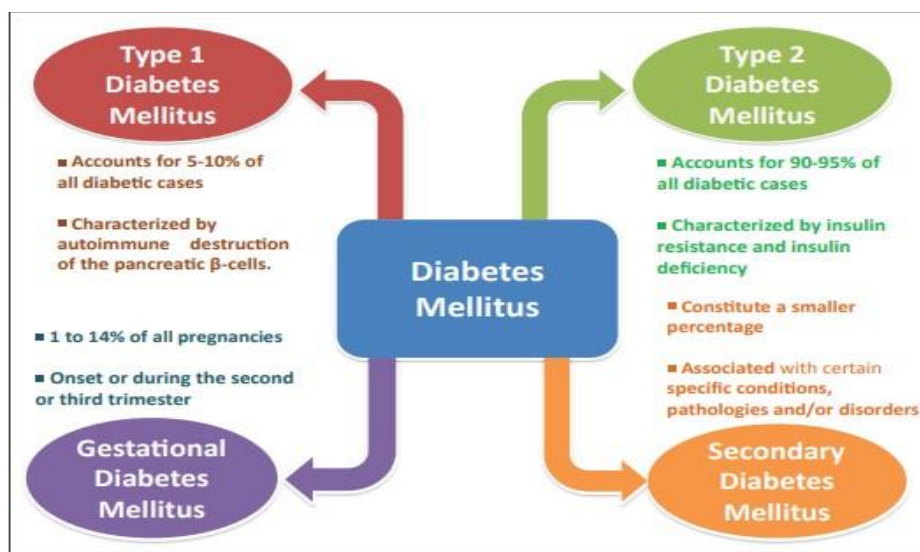 Type 1
Diabetes
Mellitus
■ Accounts for 5-10% of
all diabetic cases
■ Characterized by
autoimmune destruction
of the pancreatic β-cells.
Type 2
Diabetes
Mellitus
■ Accounts for 90-95% of
all diabetic cases
■ Characterized by insulin
resistance and insulin
deficiency
Diabetes
Mellitus
■ 1 to 14% of all pregnancies
■ Onset or during the second
or third trimester
Gestational
Diabetes
Mellitus
■ Constitute a smaller
percentage
■ Associated with certain
specific conditions,
pathologies and/or disorders
Secondary
Diabetes
Mellitus